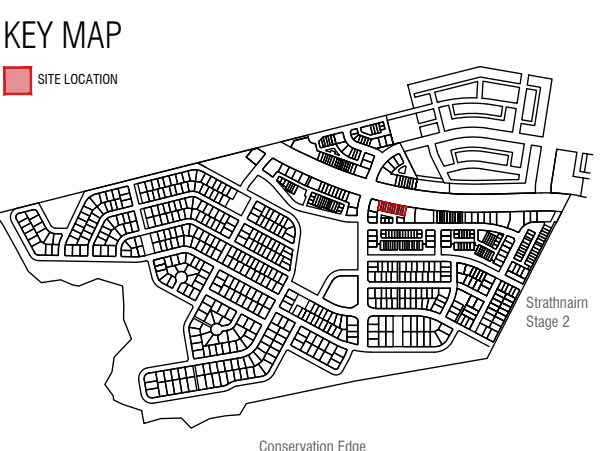 KEY MAP
SITE LOCATION
Strathnairn
Stage 2
Conservation Edge